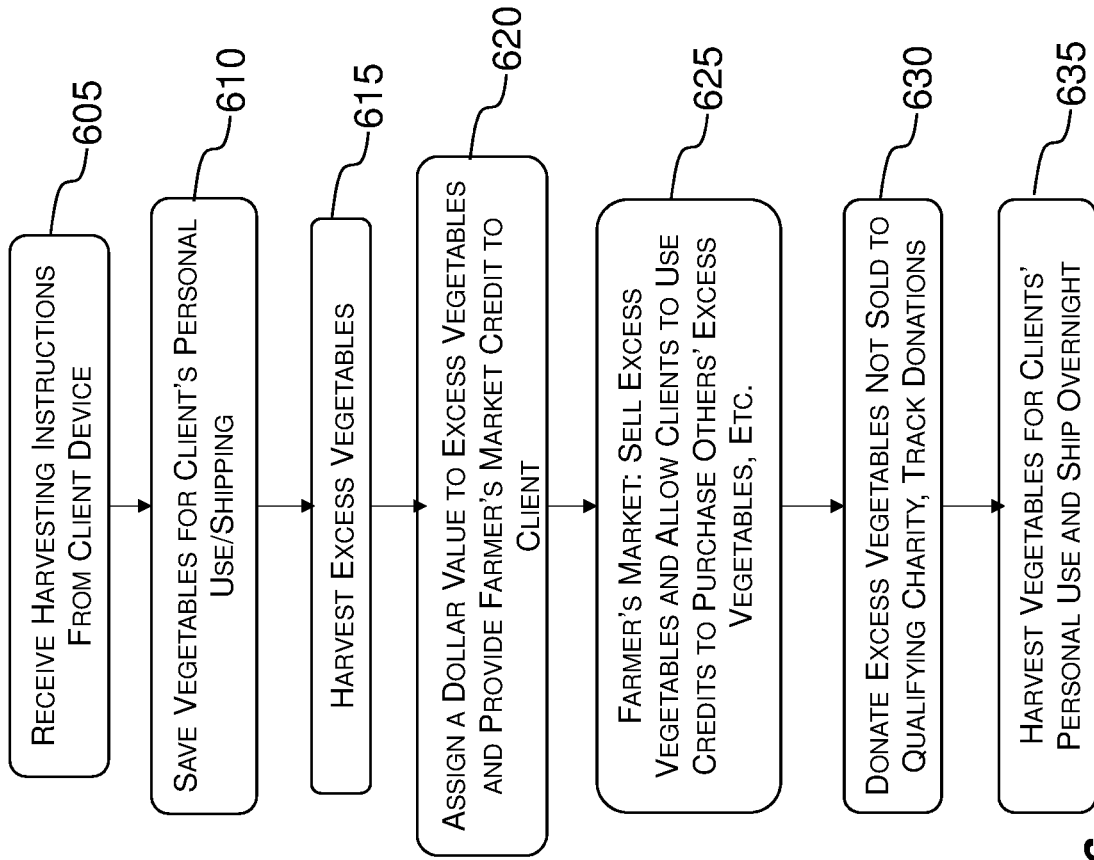 RECEIVE HARVESTING INSTRUCTIONS
FROM CLIENT DEVICE
605
SAVE VEGETABLES FOR CLIENT'S PERSONAL
USE/SHIPPING
610
HARVEST EXCESS VEGETABLES
615
ASSIGN A DOLLAR VALUE TO EXCESS VEGETABLES
AND PROVIDE FARMER'S MARKET CREDIT TO
CLIENT
620
FARMER'S MARKET: SELL EXCESS
VEGETABLES AND ALLOW CLIENTS TO USE
CREDITS TO PURCHASE OTHERS' EXCESS
VEGETABLES, ETC.
625
DONATE EXCESS VEGETABLES NOT SOLD TO
QUALIFYING CHARITY, TRACK DONATIONS
630
HARVEST VEGETABLES FOR CLIENTS'
PERSONAL USE AND SHIP OVERNIGHT
635